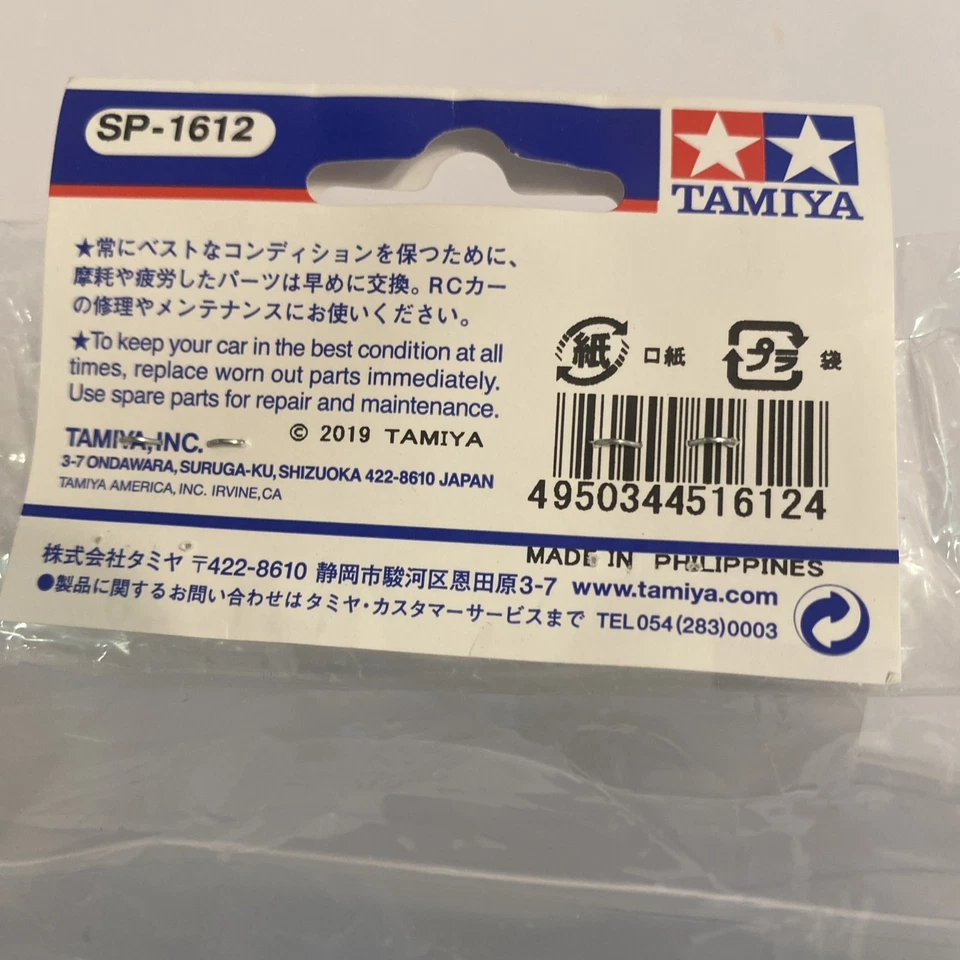 SP-1612
TAMIYA
★常にベストなコンディションを保つために、
摩耗や疲労したパーツは早めに交換。RCカー
の修理やメンテナンスにお使いください。
★To keep your car in the best condition at all
times, replace worn out parts immediately.
Use spare parts for repair and maintenance.
紙 口紙 プラ 袋
TAMIYA,INC. © 2019 TAMIYA
3-7 ONDAWARA, SURUGA-KU, SHIZUOKA 422-8610 JAPAN
TAMIYA AMERICA, INC. IRVINE,CA
4950344516124
MADE IN PHILIPPINES
株式会社タミヤ 〒422-8610 静岡市駿河区恩田原3-7 www.tamiya.com
●製品に関するお問い合わせはタミヤ・カスタマーサービスまで TEL054(283)0003